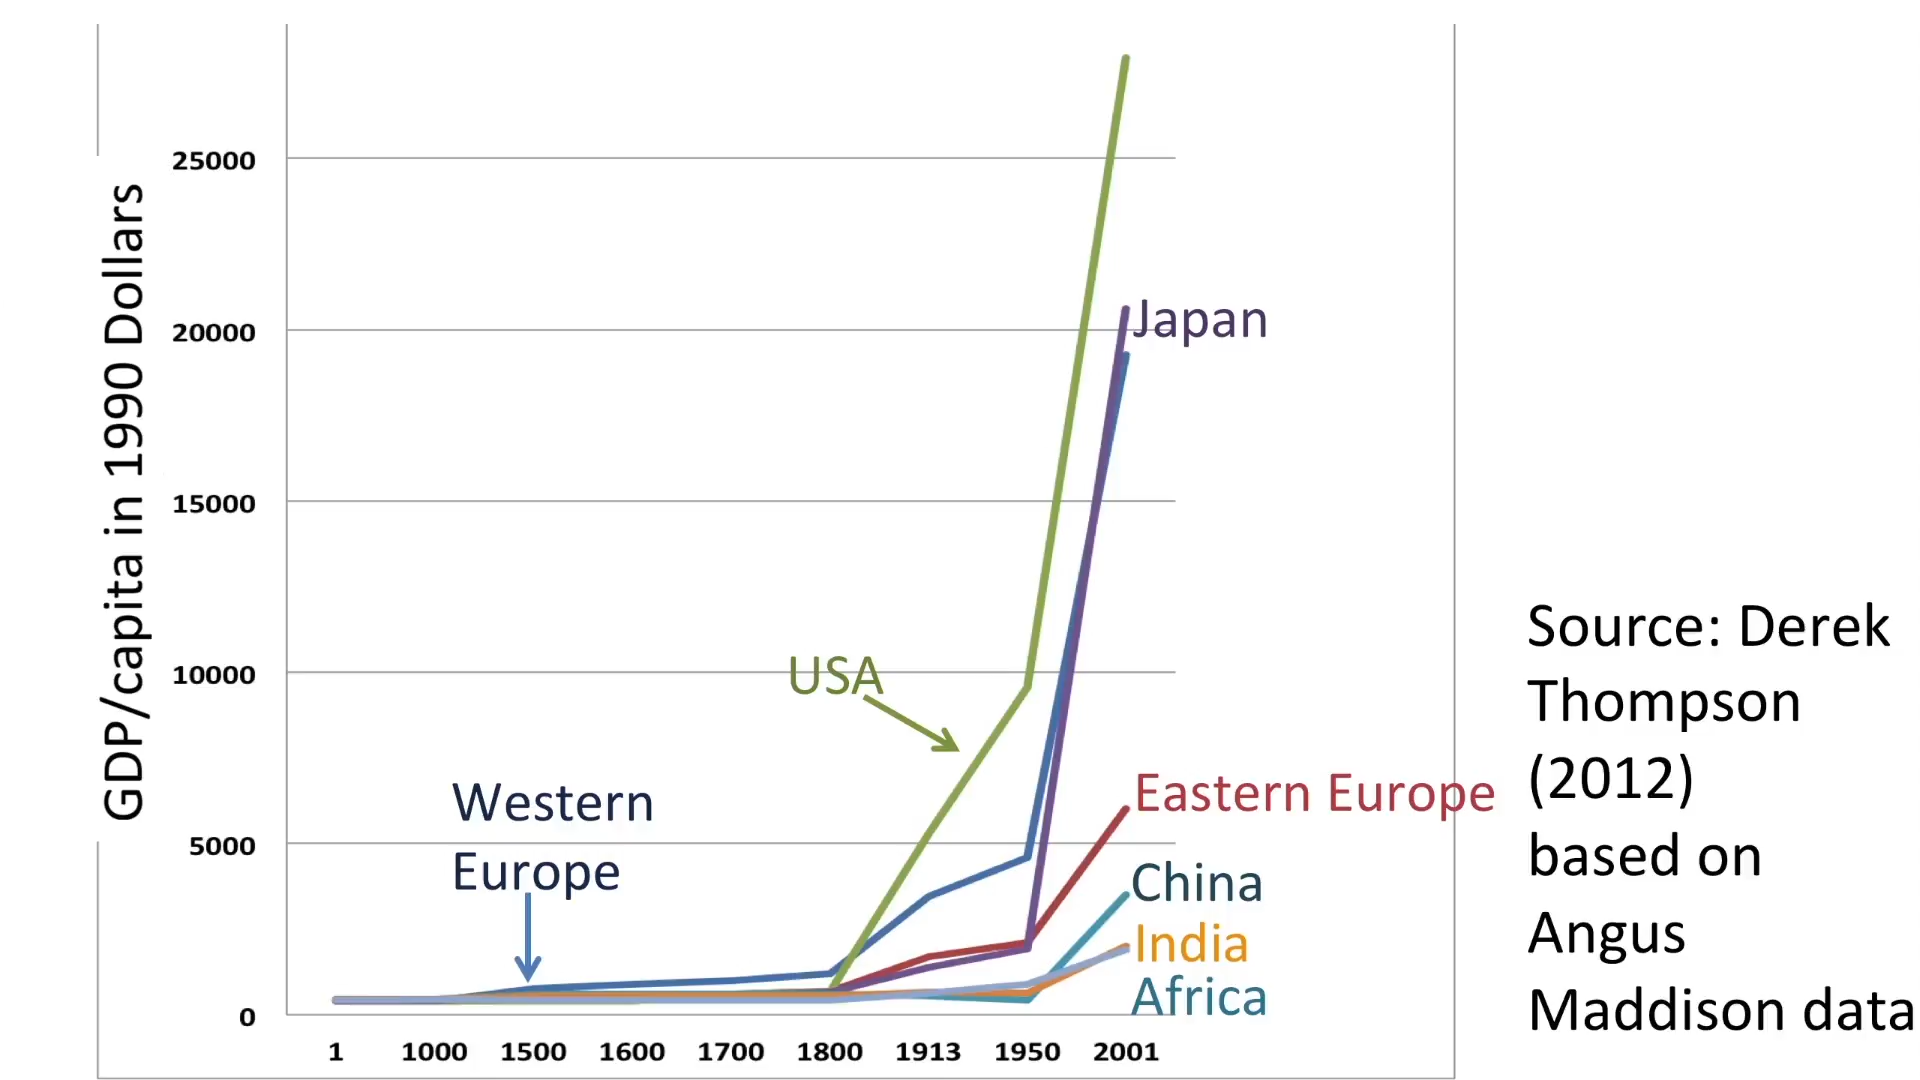 GDP/capita in 1990 Dollars
25000
20000
15000
10000
5000
0
1 1000 1500 1600 1700 1800 1913 1950 2001
Western
Europe
USA
Japan
Eastern Europe
China
India
Africa
Source: Derek
Thompson
(2012)
based on
Angus
Maddison data